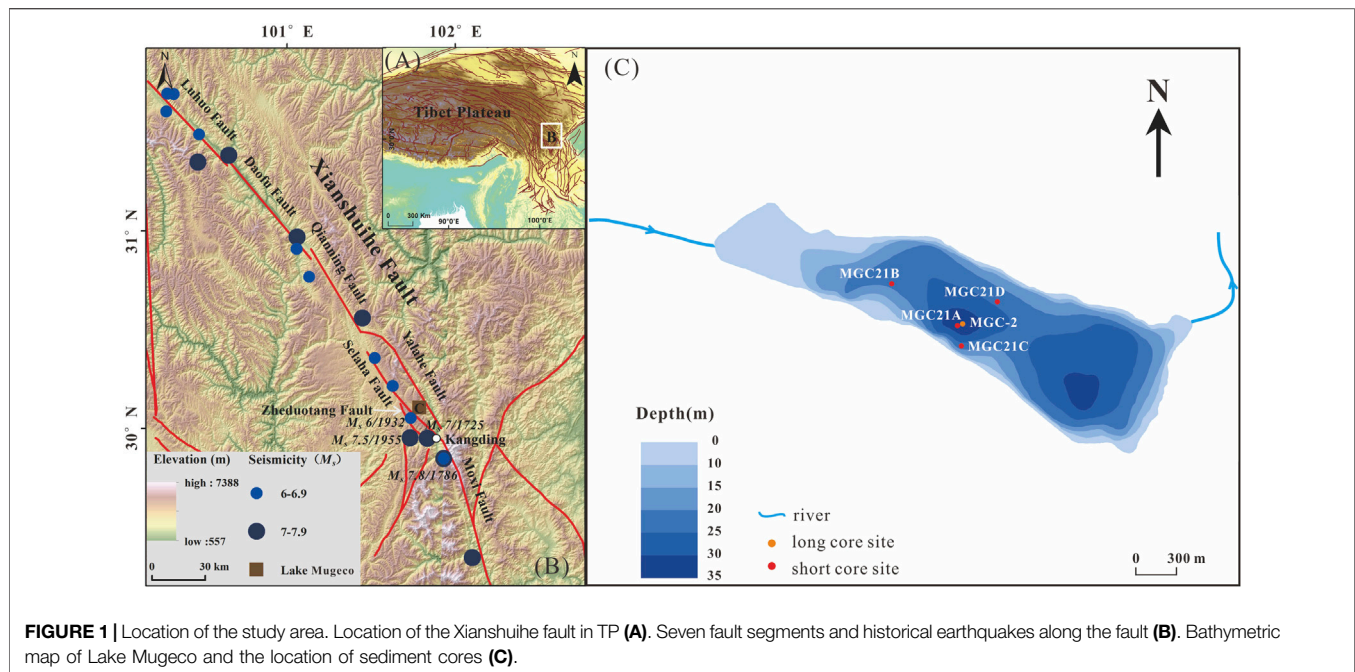 101° E
102° E
31° N
30° N
N
(A)
N
Tibet Plateau
B
0 300 Km
90°0'E
100°0'E
Luhuo Fault
Daofu Fault
Xianshuihe Fault
Qianning Fault
Yalahe Fault
Selaha Fault
C
Zheduotang Fault
Ms 6/1932
Ms 7/1725
Ms 7.5/1955
Kangding
Ms 7.8/1786
Moxi Fault
Elevation (m)
high : 7388
low :557
Seismicity (Ms)
6-6.9
7-7.9
0 30 km
Lake Mugeco
(B)
(C)
N
MGC21B
MGC21D
MGC21A
MGC-2
MGC21C
Depth(m)
0
10
15
20
25
30
35
river
long core site
short core site
0 300 m
FIGURE 1 | Location of the study area. Location of the Xianshuihe fault in TP (A). Seven fault segments and historical earthquakes along the fault (B). Bathymetric
map of Lake Mugeco and the location of sediment cores (C).